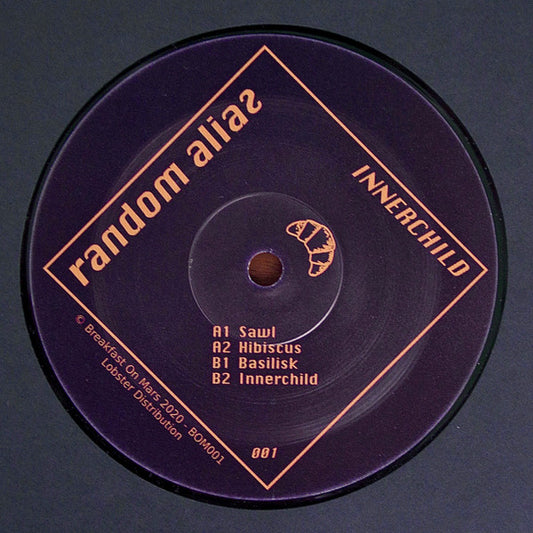 random alias
INNERCHILD
A1 Sawl
A2 Hibiscus
B1 Basilisk
B2 Innerchild
001
© Breakfast On Mars 2020 - BOM001
Lobster Distribution